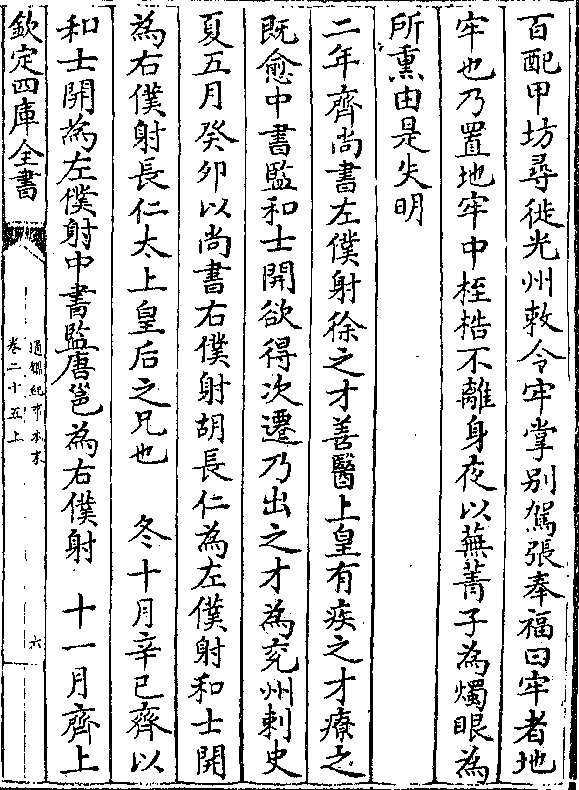 百配甲坊尋徙光州敕令牢掌别駕張奉福曰牢者地
牢也乃置地牢中桎梏不離身夜以蕪菁子為燭眼為
所熏由是失明
二年齊尚書左僕射徐之才善醫上皇有疾之才療之
既愈中書監和士開欲得次遷乃出之才為兖州刺史
夏五月癸卯以尚書右僕射胡長仁為左僕射和士開
為右僕射長仁太上皇后之兄也　冬十月辛巳齊以
和士開為左僕射中書監唐邕為右僕射　十一月齊上
欽定四庫全書
通鑑紀事本末
卷二十五上
六